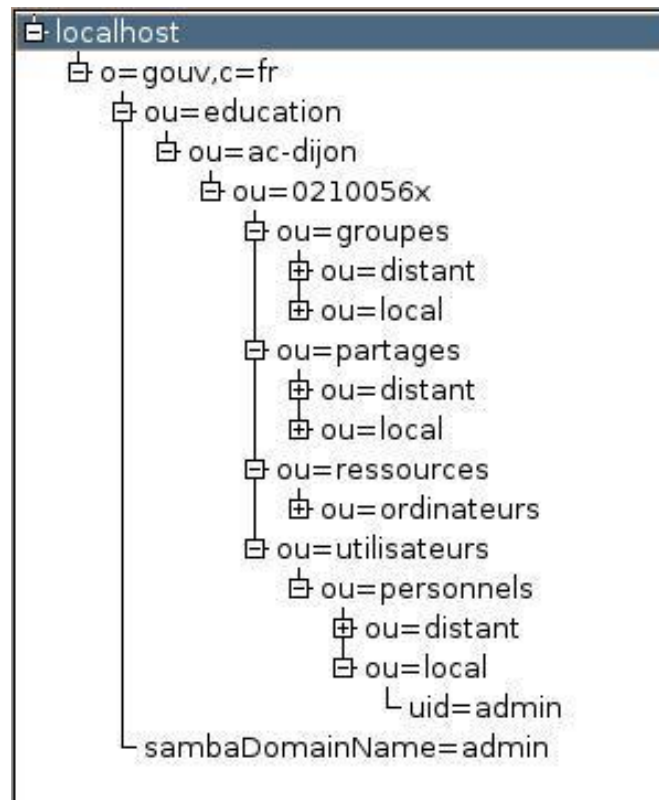 localhost
o=gouv,c=fr
ou=education
ou=ac-dijon
ou=0210056x
ou=groupes
ou=distant
ou=local
ou=partages
ou=distant
ou=local
ou=ressources
ou=ordinateurs
ou=utilisateurs
ou=personnels
ou=distant
ou=local
uid=admin
sambaDomainName=admin